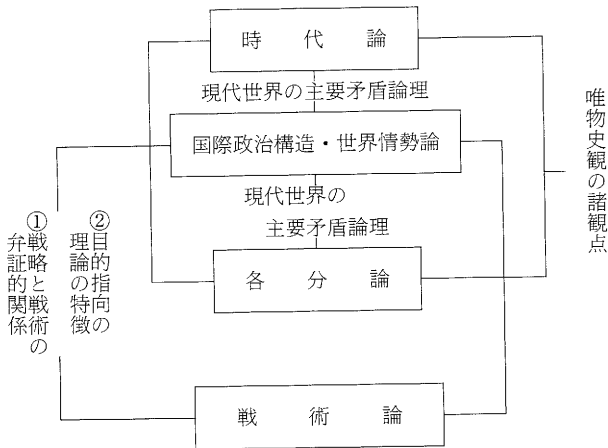 時代論
現代世界の主要矛盾論理
国際政治構造・世界情勢論
現代世界の
主要矛盾論理
各分論
戦術論
唯物史観の諸観点
②目的指向の
理論の特徴
①戦略と戦術の
弁証的関係